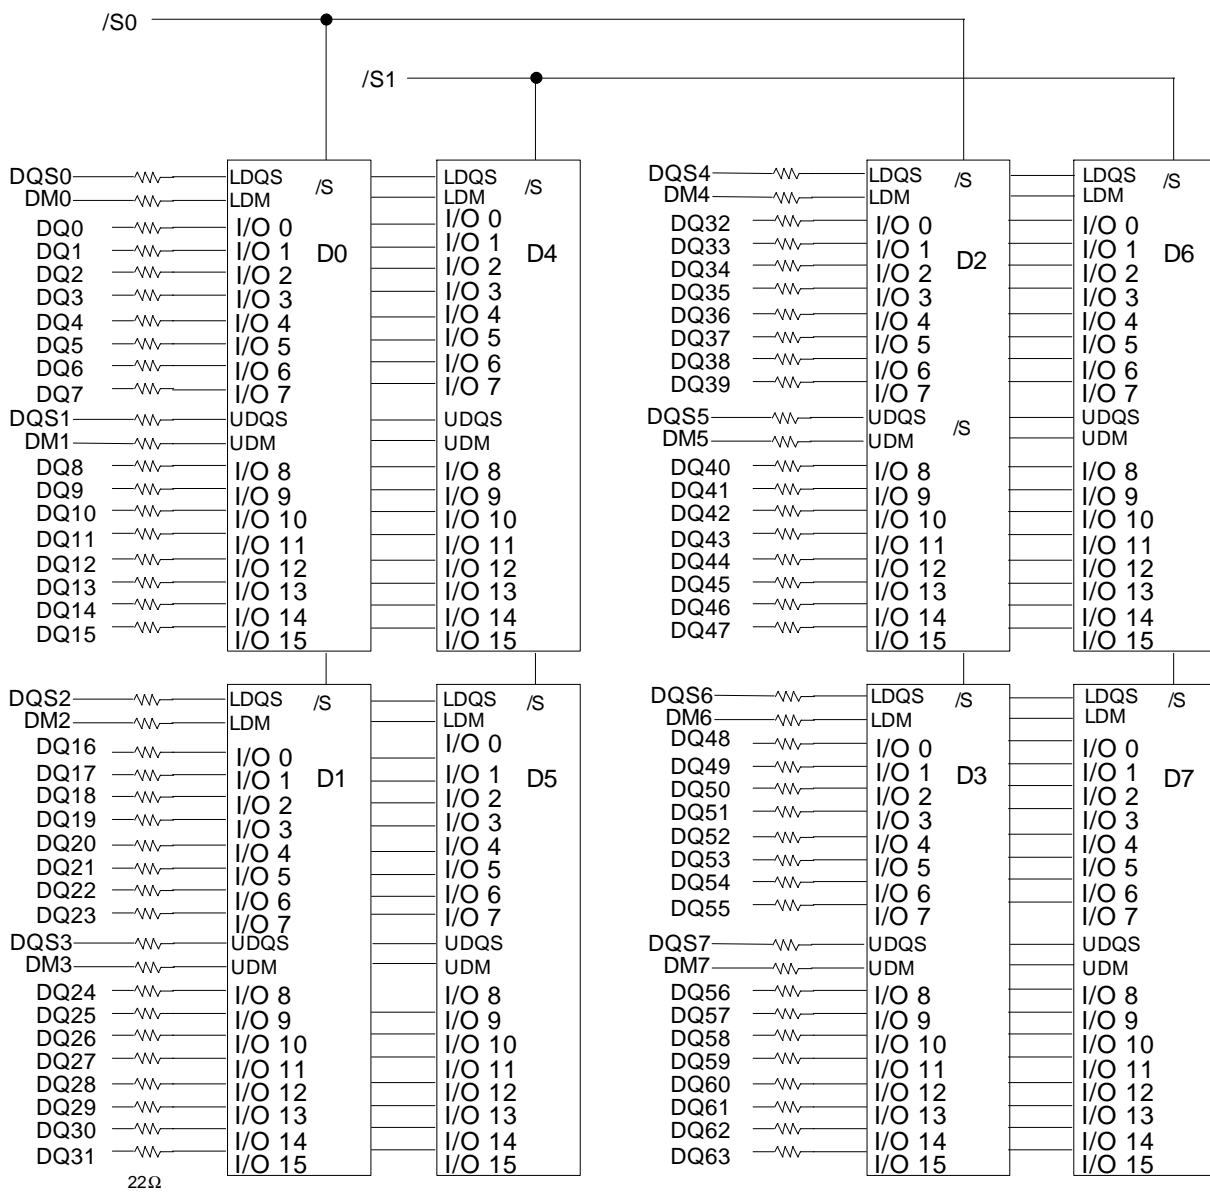 /S0
/S1
DQS0 LDQS /S LDQS /S
DM0 LDM LDM
DQ0 I/O 0 I/O 0
DQ1 I/O 1 D0 I/O 1 D4
DQ2 I/O 2 I/O 2
DQ3 I/O 3 I/O 3
DQ4 I/O 4 I/O 4
DQ5 I/O 5 I/O 5
DQ6 I/O 6 I/O 6
DQ7 I/O 7 I/O 7
DQS1 UDQS UDQS
DM1 UDM UDM
DQ8 I/O 8 I/O 8
DQ9 I/O 9 I/O 9
DQ10 I/O 10 I/O 10
DQ11 I/O 11 I/O 11
DQ12 I/O 12 I/O 12
DQ13 I/O 13 I/O 13
DQ14 I/O 14 I/O 14
DQ15 I/O 15 I/O 15
DQS4 LDQS /S LDQS /S
DM4 LDM LDM
DQ32 I/O 0 I/O 0
DQ33 I/O 1 D2 I/O 1 D6
DQ34 I/O 2 I/O 2
DQ35 I/O 3 I/O 3
DQ36 I/O 4 I/O 4
DQ37 I/O 5 I/O 5
DQ38 I/O 6 I/O 6
DQ39 I/O 7 I/O 7
DQS5 UDQS UDQS
DM5 UDM /S UDM
DQ40 I/O 8 I/O 8
DQ41 I/O 9 I/O 9
DQ42 I/O 10 I/O 10
DQ43 I/O 11 I/O 11
DQ44 I/O 12 I/O 12
DQ45 I/O 13 I/O 13
DQ46 I/O 14 I/O 14
DQ47 I/O 15 I/O 15
DQS2 LDQS /S LDQS /S
DM2 LDM LDM
DQ16 I/O 0 I/O 0
DQ17 I/O 1 D1 I/O 1 D5
DQ18 I/O 2 I/O 2
DQ19 I/O 3 I/O 3
DQ20 I/O 4 I/O 4
DQ21 I/O 5 I/O 5
DQ22 I/O 6 I/O 6
DQ23 I/O 7 I/O 7
DQS3 UDQS UDQS
DM3 UDM UDM
DQ24 I/O 8 I/O 8
DQ25 I/O 9 I/O 9
DQ26 I/O 10 I/O 10
DQ27 I/O 11 I/O 11
DQ28 I/O 12 I/O 12
DQ29 I/O 13 I/O 13
DQ30 I/O 14 I/O 14
DQ31 I/O 15 I/O 15
22Ω
DQS6 LDQS /S LDQS /S
DM6 LDM LDM
DQ48 I/O 0 I/O 0
DQ49 I/O 1 D3 I/O 1 D7
DQ50 I/O 2 I/O 2
DQ51 I/O 3 I/O 3
DQ52 I/O 4 I/O 4
DQ53 I/O 5 I/O 5
DQ54 I/O 6 I/O 6
DQ55 I/O 7 I/O 7
DQS7 UDQS UDQS
DM7 UDM UDM
DQ56 I/O 8 I/O 8
DQ57 I/O 9 I/O 9
DQ58 I/O 10 I/O 10
DQ59 I/O 11 I/O 11
DQ60 I/O 12 I/O 12
DQ61 I/O 13 I/O 13
DQ62 I/O 14 I/O 14
DQ63 I/O 15 I/O 15